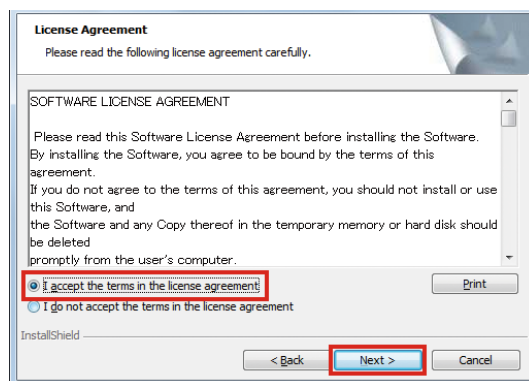 License Agreement
Please read the following license agreement carefully.
SOFTWARE LICENSE AGREEMENT
Please read this Software License Agreement before installing the Software.
By installing the Software, you agree to be bound by the terms of this
agreement.
If you do not agree to the terms of this agreement, you should not install or use
this Software, and
the Software and any Copy thereof in the temporary memory or hard disk should
be deleted
promptly from the user's computer.
I accept the terms in the license agreement
Print
I do not accept the terms in the license agreement
InstallShield
< Back
Next >
Cancel